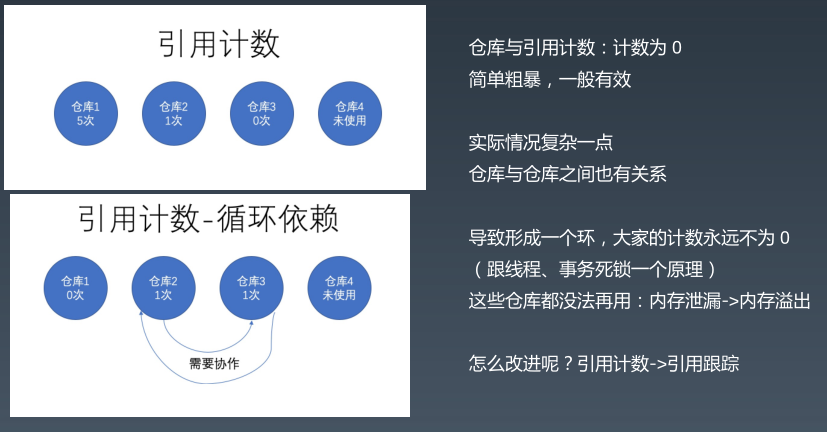 引用计数
仓库1
5次
仓库2
1次
仓库3
0次
仓库4
未使用
引用计数-循环依赖
仓库1
0次
仓库2
1次
仓库3
1次
仓库4
未使用
需要协作
仓库与引用计数：计数为 0
简单粗暴，一般有效
实际情况复杂一点
仓库与仓库之间也有关系
导致形成一个环，大家的计数永远不为 0
（ 跟线程、事务死锁一个原理 ）
这些仓库都没法再用：内存泄漏->内存溢出
怎么改进呢？引用计数->引用跟踪